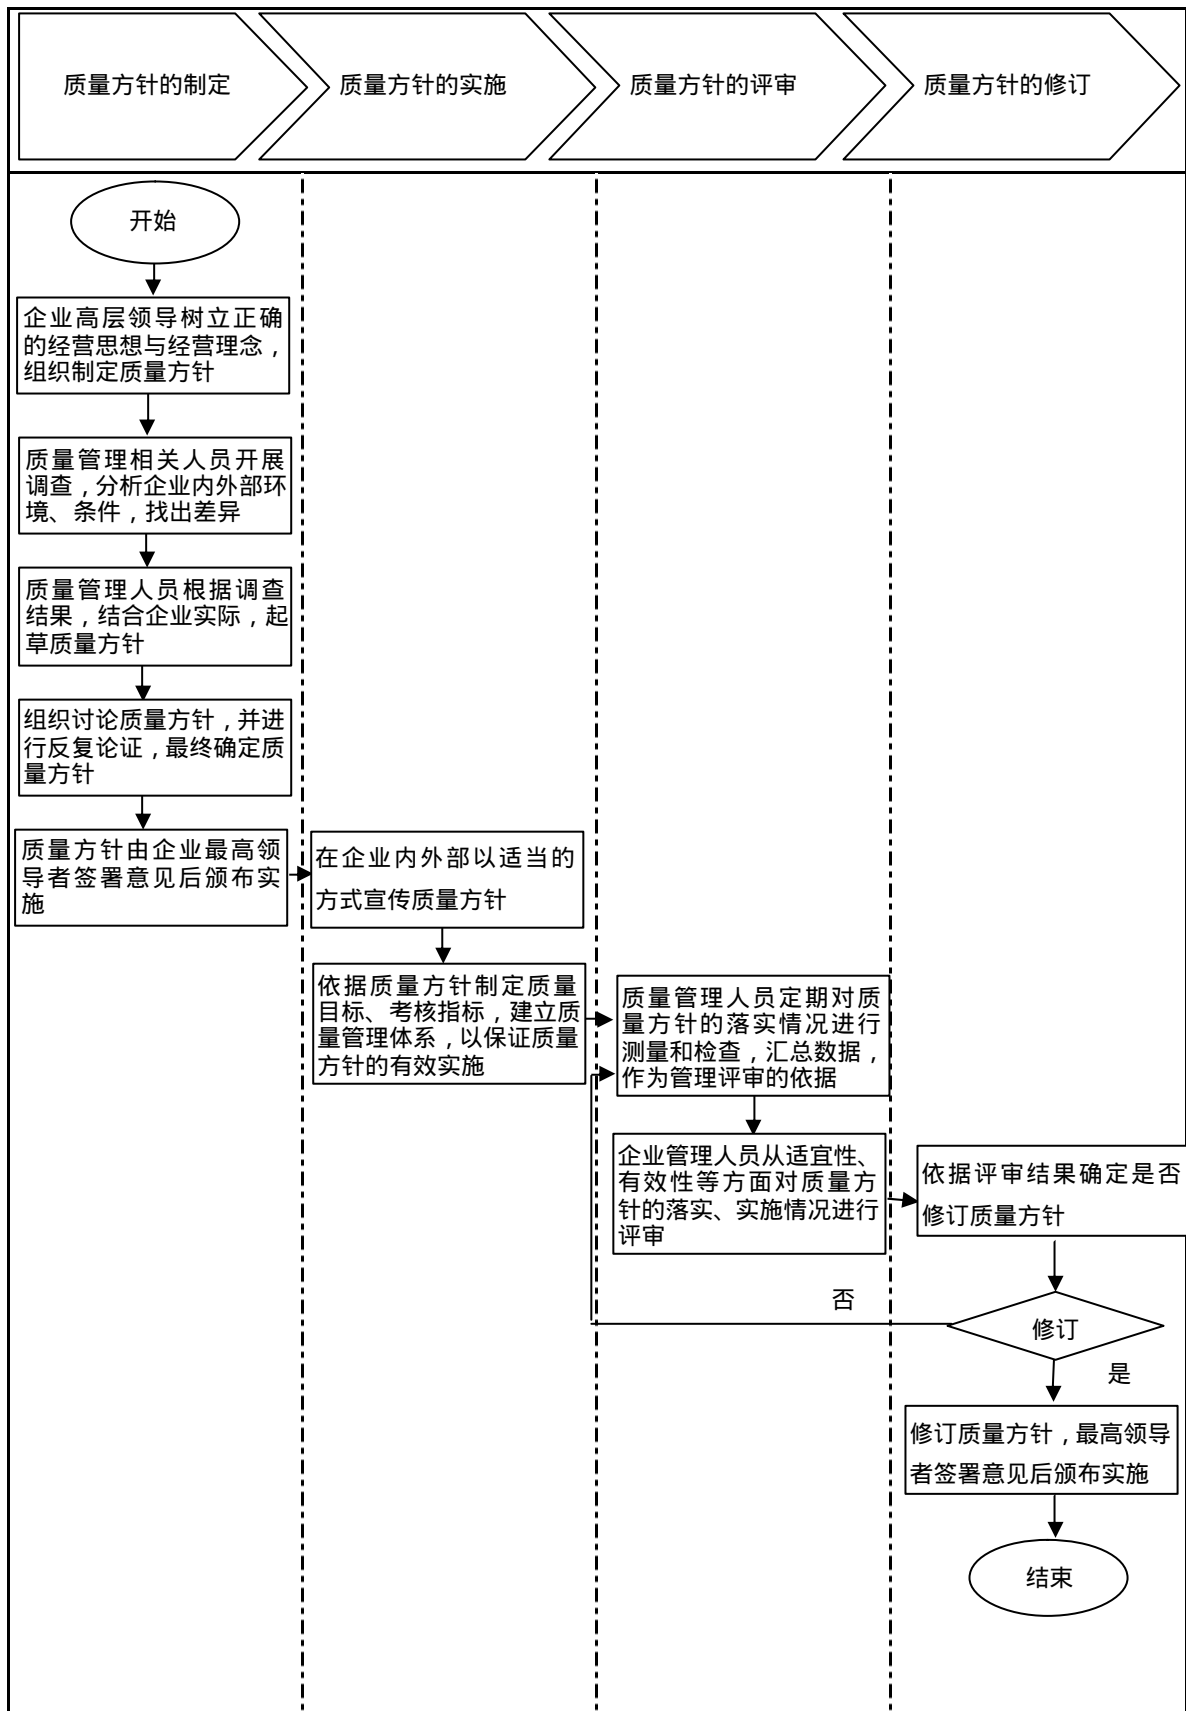 质量方针的制定
质量方针的实施
质量方针的评审
质量方针的修订
开始
企业高层领导树立正确
的经营思想与经营理念，
组织制定质量方针
质量管理相关人员开展
调查，分析企业内外部环
境、条件，找出差异
质量管理人员根据调查
结果，结合企业实际，起
草质量方针
组织讨论质量方针，并进
行反复论证，最终确定质
量方针
质量方针由企业最高领
导者签署意见后颁布实
施
在企业内外部以适当的
方式宣传质量方针
依据质量方针制定质量
目标、考核指标，建立质
量管理体系，以保证质量
方针的有效实施
质量管理人员定期对质
量方针的落实情况进行
测量和检查，汇总数据，
作为管理评审的依据
企业管理人员从适宜性、
有效性等方面对质量方
针的落实、实施情况进行
评审
依据评审结果确定是否
修订质量方针
否
修订
是
修订质量方针，最高领导
者签署意见后颁布实施
结束